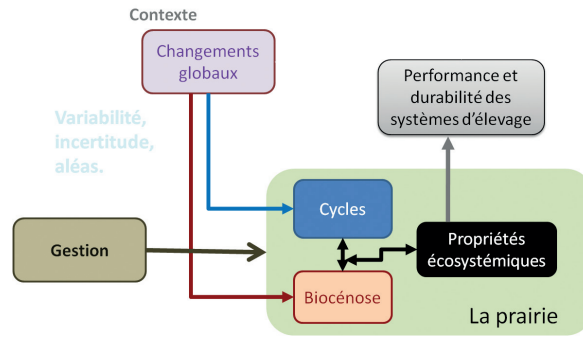 Contexte
Changements
globaux
Performance et
durabilité des
systèmes d'élevage
Variabilité,
incertitude,
aléas.
Cycles
Gestion
Propriétés
écosystémiques
Biocénose
La prairie